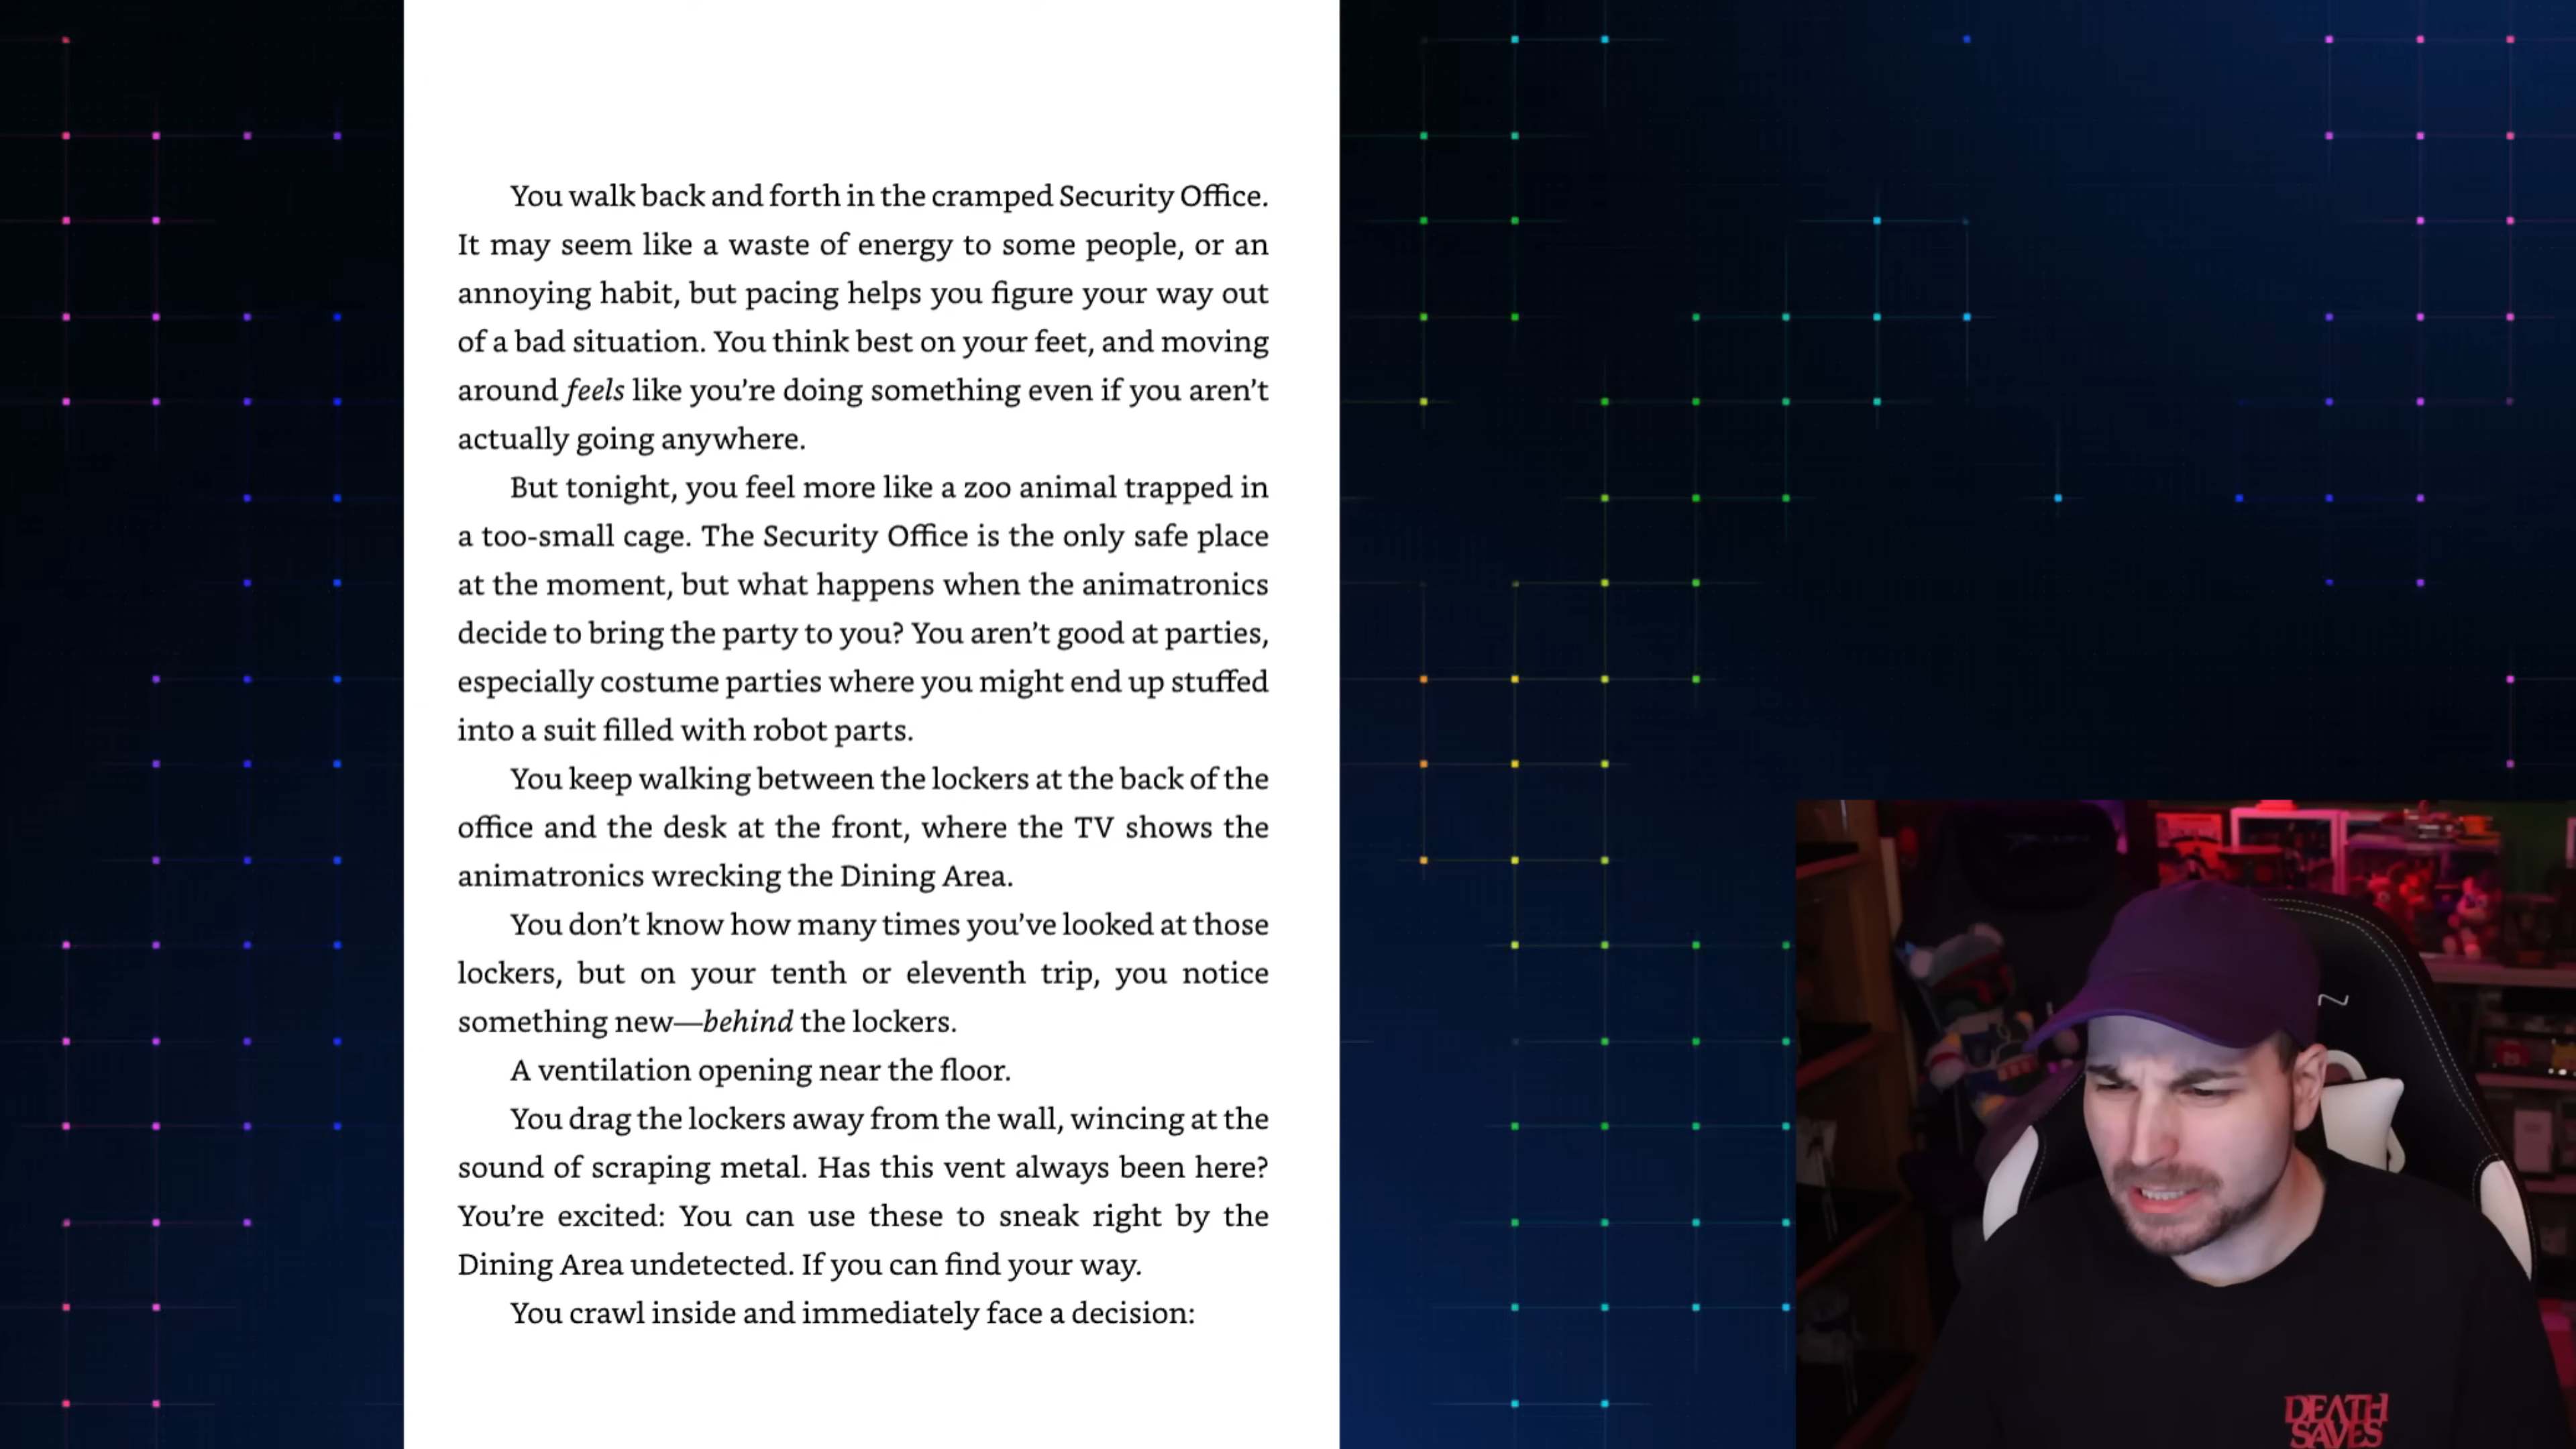 You walk back and forth in the cramped Security Office.
It may seem like a waste of energy to some people, or an
annoying habit, but pacing helps you figure your way out
of a bad situation. You think best on your feet, and moving
around feels like you’re doing something even if you aren’t
actually going anywhere.
But tonight, you feel more like a zoo animal trapped in
a too-small cage. The Security Office is the only safe place
at the moment, but what happens when the animatronics
decide to bring the party to you? You aren’t good at parties,
especially costume parties where you might end up stuffed
into a suit filled with robot parts.
You keep walking between the lockers at the back of the
office and the desk at the front, where the TV shows the
animatronics wrecking the Dining Area.
You don’t know how many times you’ve looked at those
lockers, but on your tenth or eleventh trip, you notice
something new—behind the lockers.
A ventilation opening near the floor.
You drag the lockers away from the wall, wincing at the
sound of scraping metal. Has this vent always been here?
You’re excited: You can use these to sneak right by the
Dining Area undetected. If you can find your way.
You crawl inside and immediately face a decision:
DEATH
SAVES